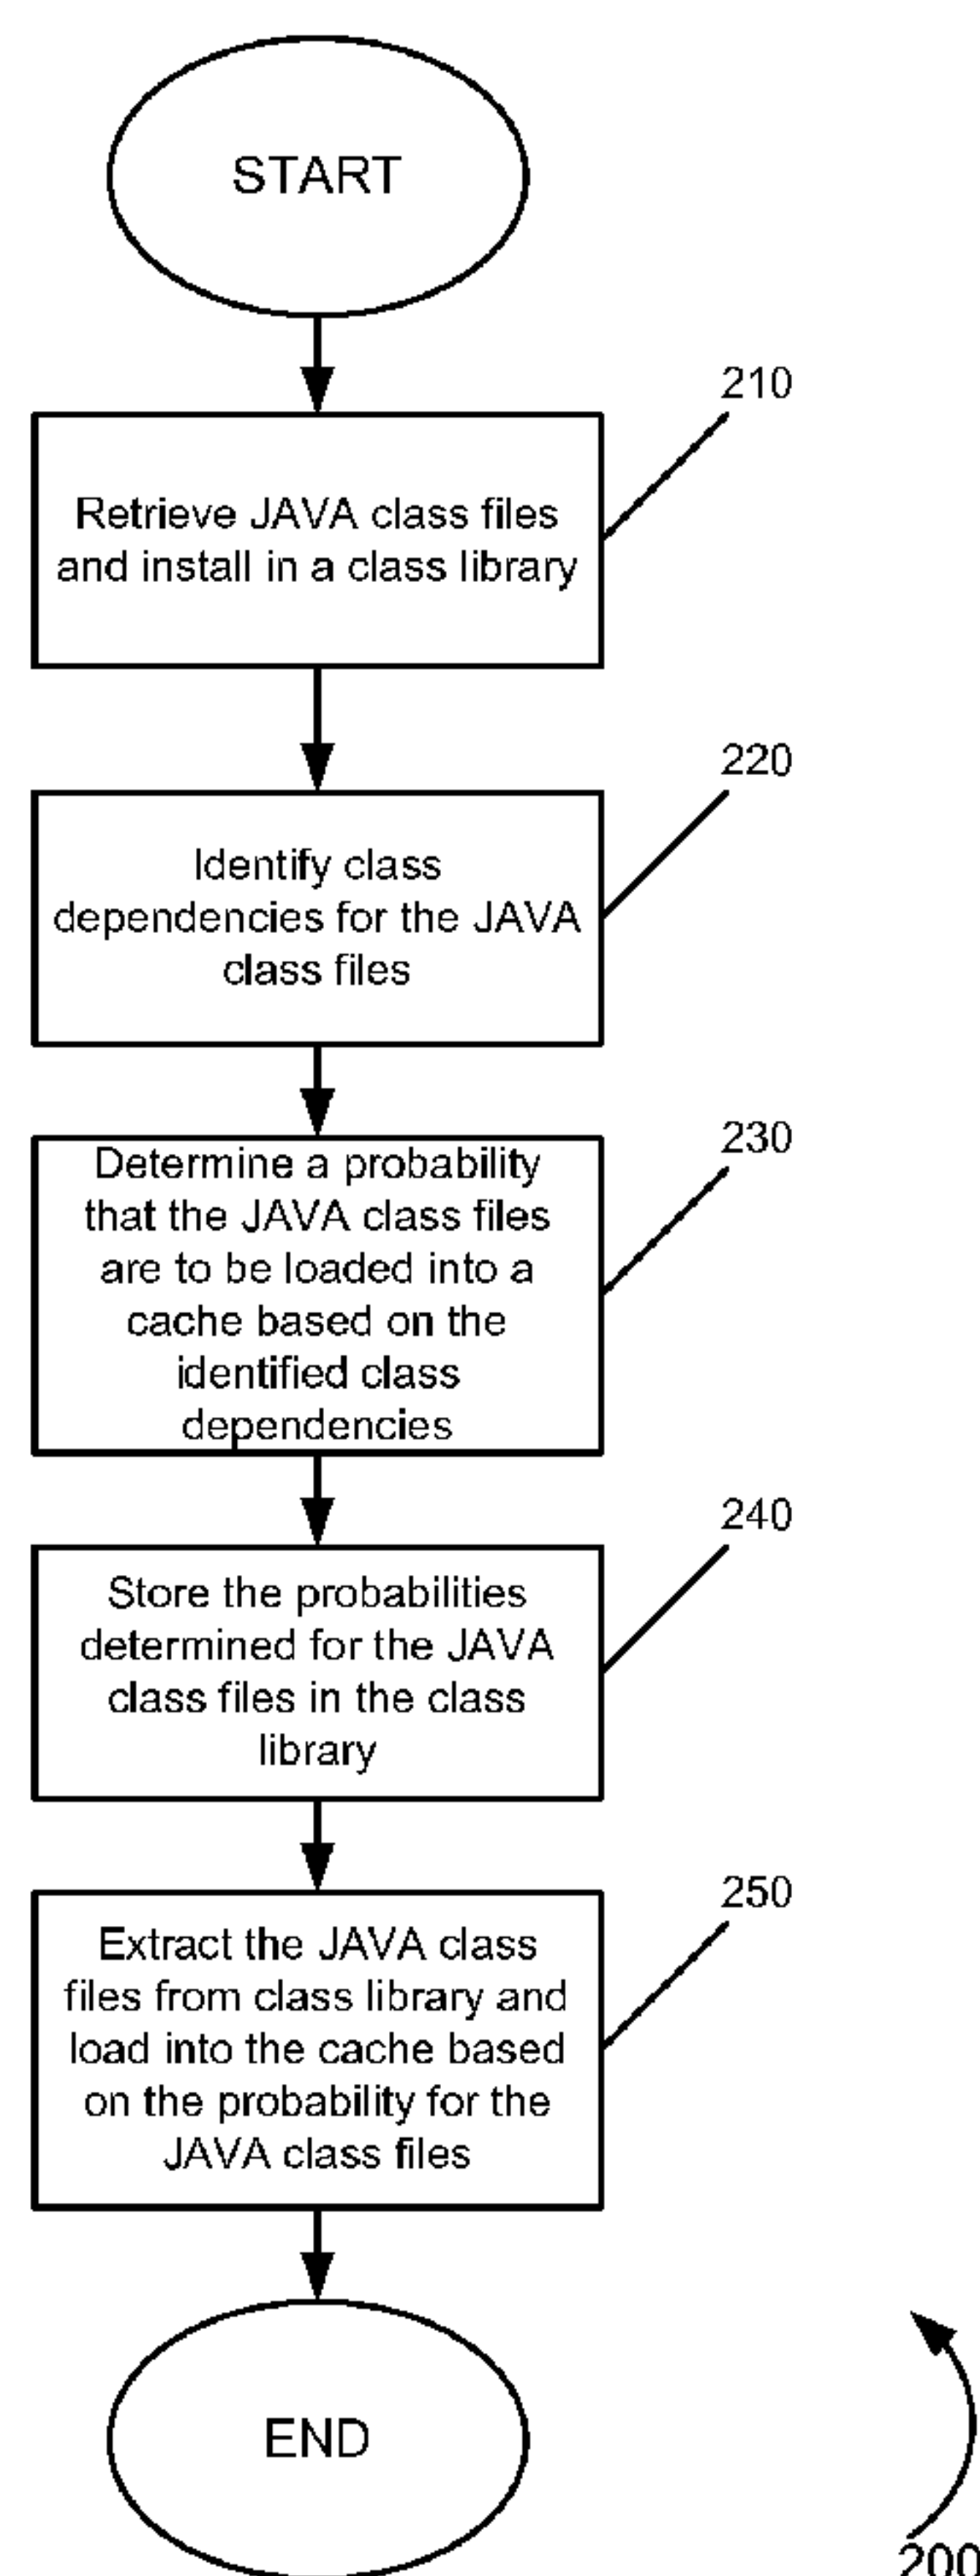 START
210
Retrieve JAVA class files
and install in a class library
220
Identify class
dependencies for the JAVA
class files
230
Determine a probability
that the JAVA class files
are to be loaded into a
cache based on the
identified class
dependencies
240
Store the probabilities
determined for the JAVA
class files in the class
library
250
Extract the JAVA class
files from class library and
load into the cache based
on the probability for the
JAVA class files
END
200